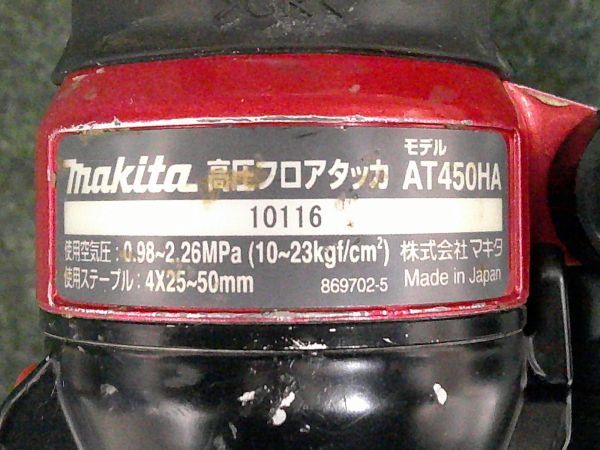 makita 高圧フロアタッカ モデル AT450HA
10116
使用空気圧：0.98~2.26MPa (10~23kgf/cm²) 株式会社マキタ
使用ステープル：4X25~50mm 869702-5 Made in Japan